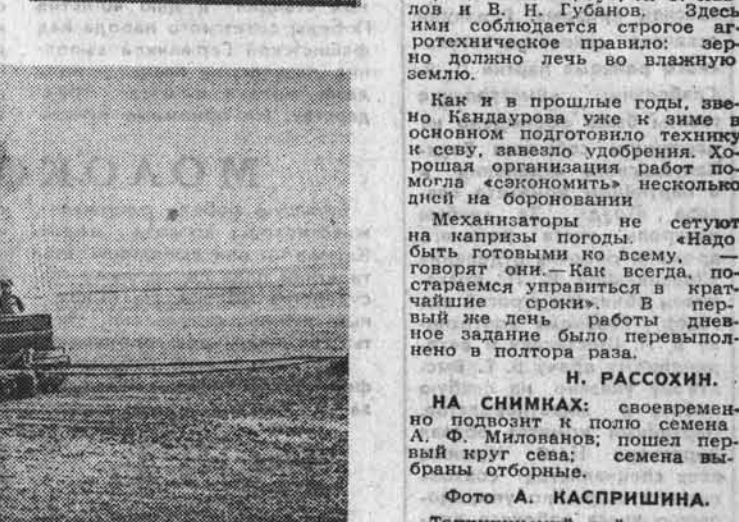 лов и В. Н. Губанов. Здесь
ими соблюдается строгое аг-
ротехническое правило: зер-
но должно лечь во влажную
землю.
Как и в прошлые годы, зве-
но Кандаурова уже к зиме в
основном подготовило технику
к севу, завезло удобрения. Хо-
рошая организация работ по-
могла «сэкономить» несколько
дней на бороновании
Механизаторы не сетуют
на капризы погоды. «Надо
быть готовыми ко всему, —
говорят они.—Как всегда, по-
стараемся управиться в крат-
чайшие сроки». В пер-
вый же день работы днев-
ное задание было перевыпол-
нено в полтора раза.
Н. РАССОХИН.
НА СНИМКАХ: своевремен-
но подвозит к полю семена
А. Ф. Милованов; пошел пер-
вый круг сева; семена вы-
браны отборные.
Фото А. КАСПРИШИНА.